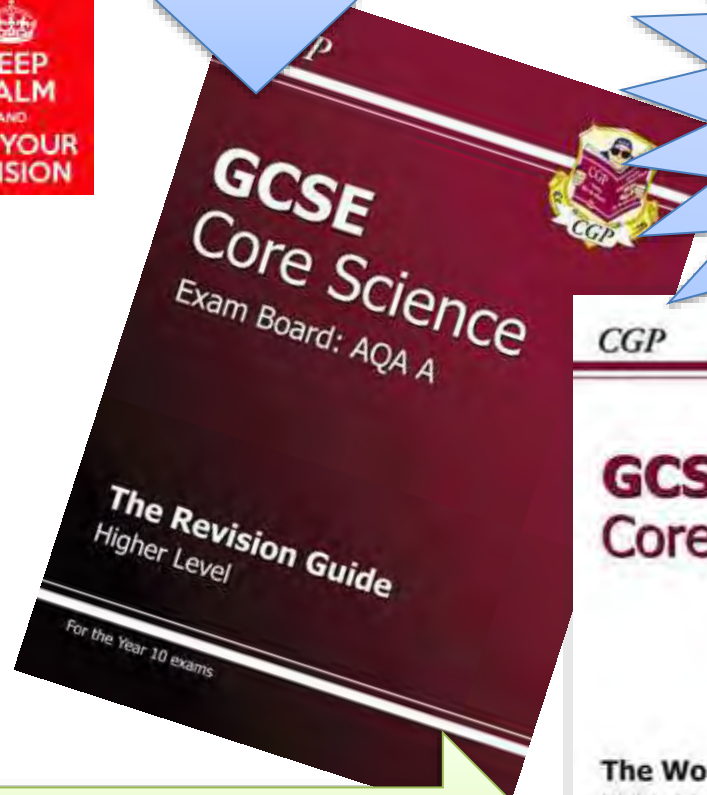 EEP
ALM
AND
YOUR
ISION
P
GCSE
Core Science
Exam Board: AQA A
CGP
CGP
The Revision Guide
Higher Level
For the Year 10 exams
CGP
GCS
Core
The Wo